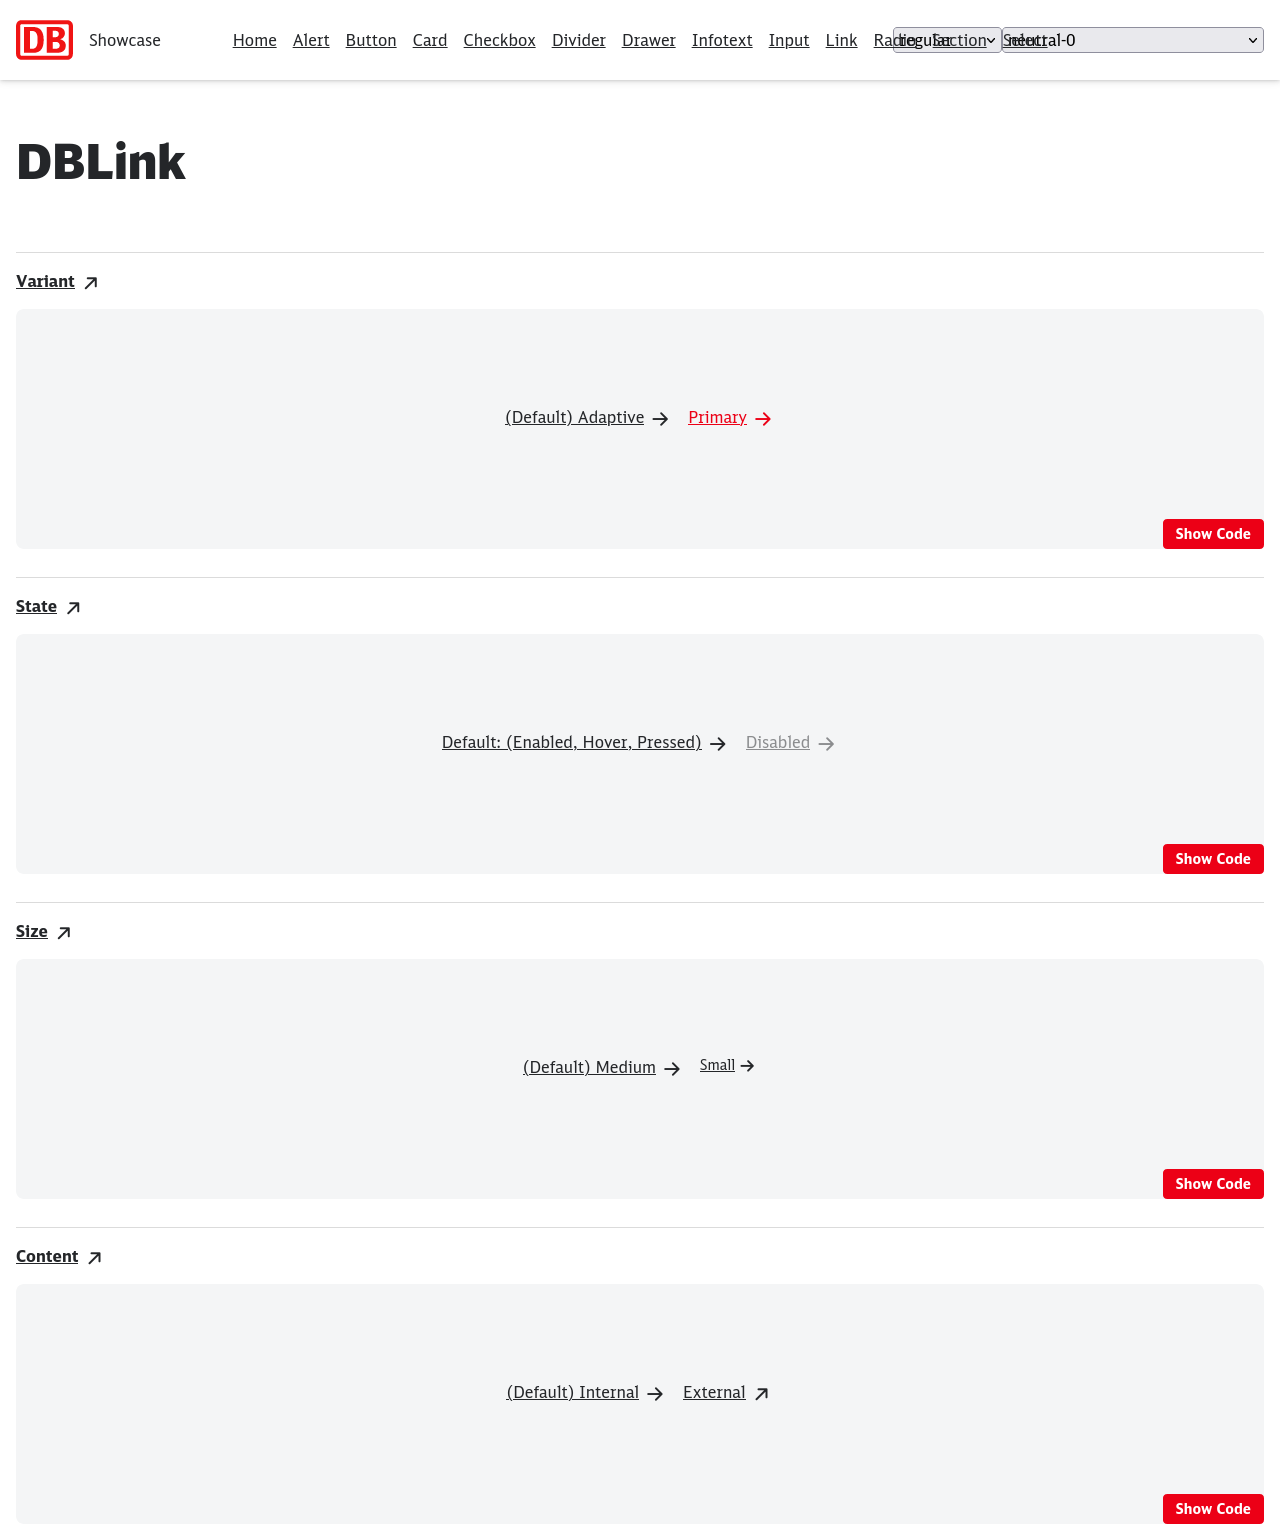 DB Showcase Home Alert Button Card Checkbox Divider Drawer Infotext Input Link Radio Section Select regular neutral-0
DBLink
Variant
(Default) Adaptive Primary
Show Code
State
Default: (Enabled, Hover, Pressed) Disabled
Show Code
Size
(Default) Medium Small
Show Code
Content
(Default) Internal External
Show Code